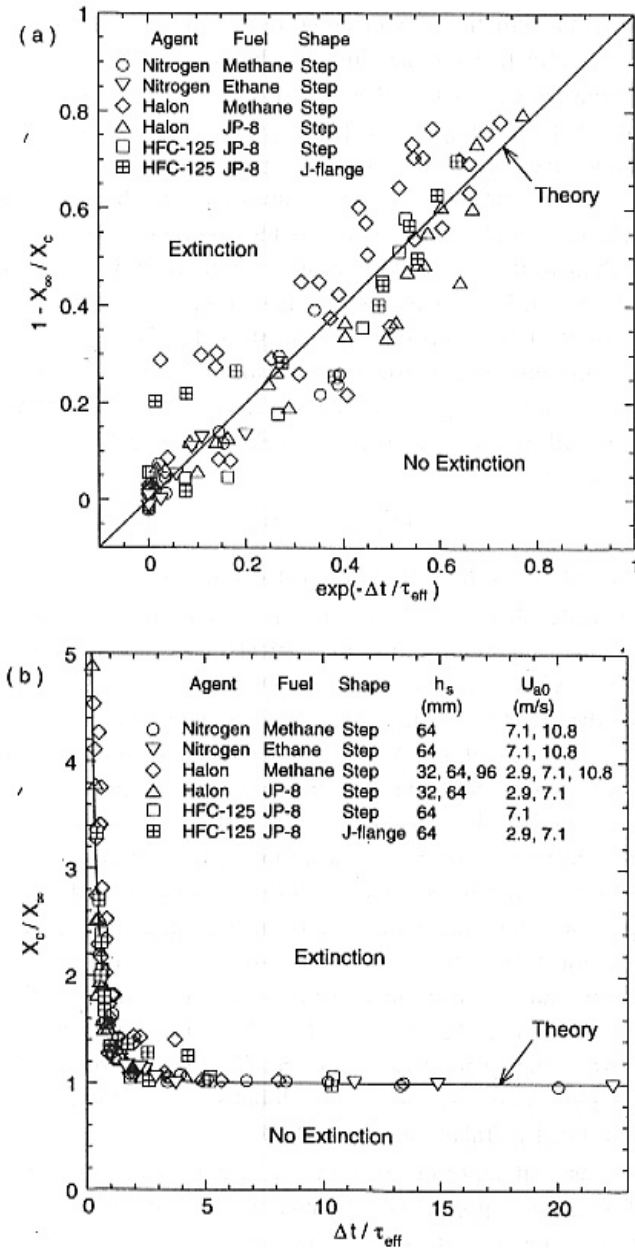 (a)
Agent Fuel Shape
Nitrogen Methane Step
Nitrogen Ethane Step
Halon Methane Step
Halon JP-8 Step
HFC-125 JP-8 Step
HFC-125 JP-8 J-flange
Theory
Extinction
No Extinction
1 - X∞ / Xc
1
0.8
0.6
0.4
0.2
0
0 0.2 0.4 0.6 0.8 1
exp(-Δt/τeff)
(b)
Agent Fuel Shape hs Ua0
(mm) (m/s)
Nitrogen Methane Step 64 7.1, 10.8
Nitrogen Ethane Step 64 7.1, 10.8
Halon Methane Step 32, 64, 96 2.9, 7.1, 10.8
Halon JP-8 Step 32, 64 2.9, 7.1
HFC-125 JP-8 Step 64 7.1
HFC-125 JP-8 J-flange 64 2.9, 7.1
Extinction
Theory
No Extinction
Xc / X∞
5
4
3
2
1
0
0 5 10 15 20
Δt/τeff